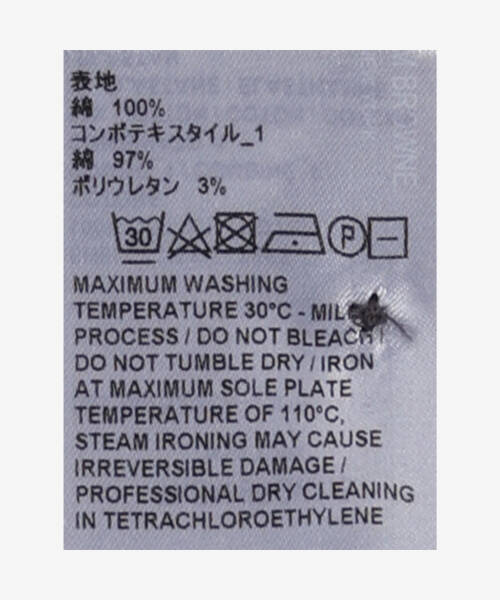 表地
綿 100%
コンポテキスタイル_1
綿 97%
ポリウレタン 3%
30 P
MAXIMUM WASHING
TEMPERATURE 30°C - MILD
PROCESS / DO NOT BLEACH /
DO NOT TUMBLE DRY / IRON
AT MAXIMUM SOLE PLATE
TEMPERATURE OF 110°C,
STEAM IRONING MAY CAUSE
IRREVERSIBLE DAMAGE /
PROFESSIONAL DRY CLEANING
IN TETRACHLOROETHYLENE
BROWNE